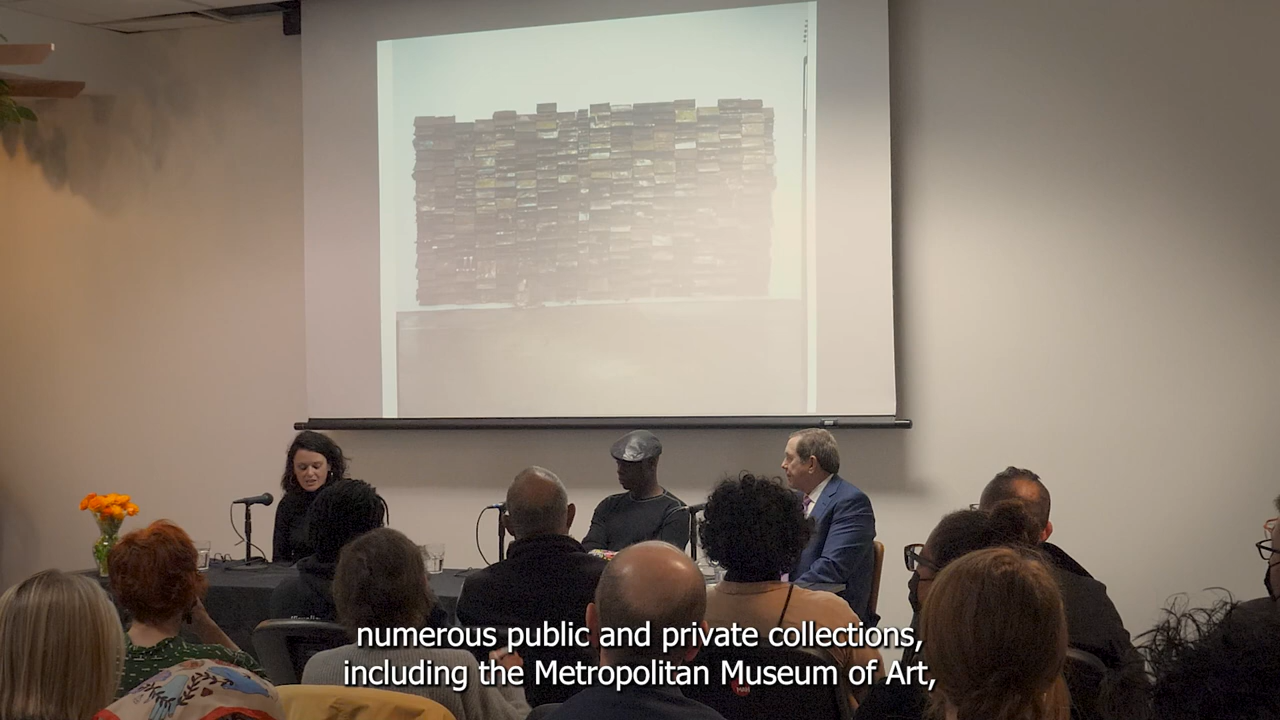 numerous public and private collections,
including the Metropolitan Museum of Art,